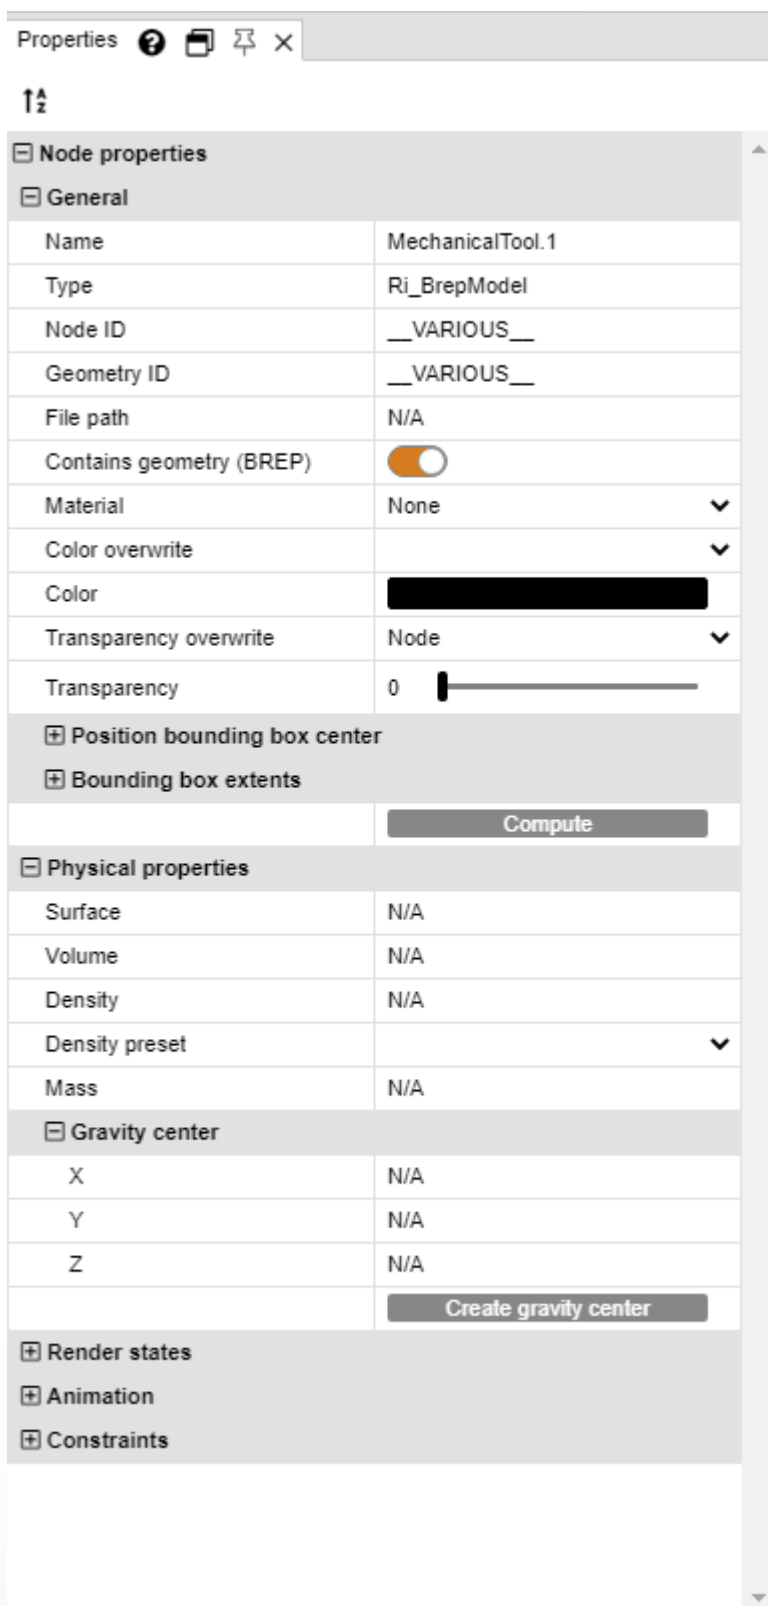 Properties
Node properties
General
Name MechanicalTool.1
Type Ri_BrepModel
Node ID __VARIOUS__
Geometry ID __VARIOUS__
File path N/A
Contains geometry (BREP)
Material None
Color overwrite
Color
Transparency overwrite Node
Transparency 0
Position bounding box center
Bounding box extents
Compute
Physical properties
Surface N/A
Volume N/A
Density N/A
Density preset
Mass N/A
Gravity center
X N/A
Y N/A
Z N/A
Create gravity center
Render states
Animation
Constraints